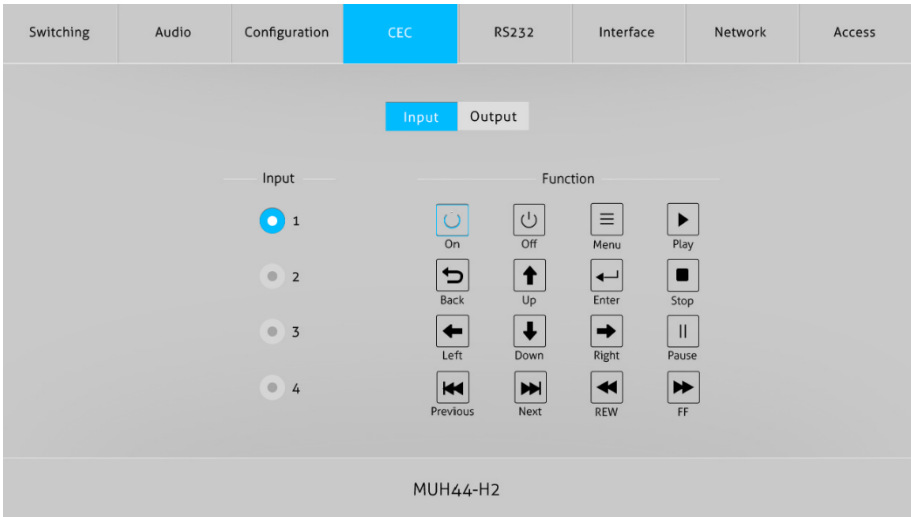 Switching Audio Configuration CEC RS232 Interface Network Access
Input Output
Input Function
1 On Off Menu Play
2 Back Up Enter Stop
3 Left Down Right Pause
4 Previous Next REW FF
MUH44-H2